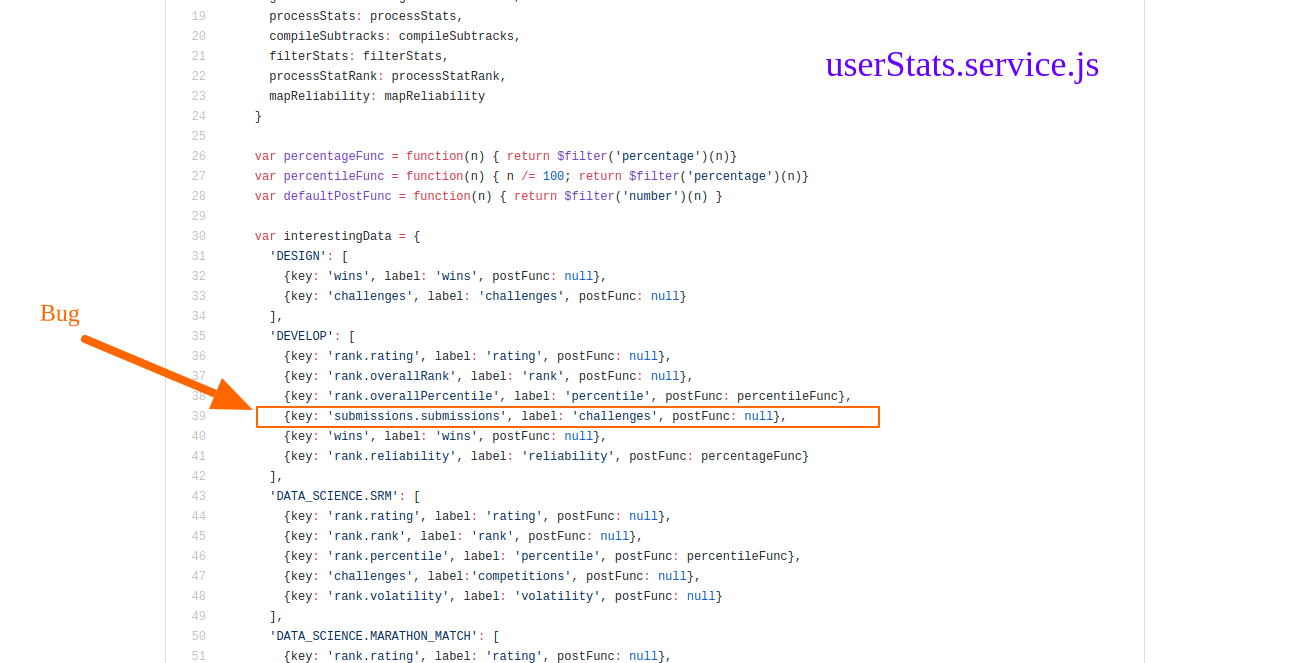 19 processStats: processStats,
20 compileSubtracks: compileSubtracks,
21 filterStats: filterStats,
userStats.service.js
22 processStatRank: processStatRank,
23 mapReliability: mapReliability
24 }
25
26 var percentageFunc = function(n) { return $filter('percentage')(n)}
27 var percentileFunc = function(n) { n /= 100; return $filter('percentage')(n)}
28 var defaultPostFunc = function(n) { return $filter('number')(n) }
29
30 var interestingData = {
31 'DESIGN': [
32 {key: 'wins', label: 'wins', postFunc: null},
33 {key: 'challenges', label: 'challenges', postFunc: null}
Bug
34 ],
35 'DEVELOP': [
36 {key: 'rank.rating', label: 'rating', postFunc: null},
37 {key: 'rank.overallRank', label: 'rank', postFunc: null},
38 {key: 'rank.overallPercentile', label: 'percentile', postFunc: percentileFunc},
39 {key: 'submissions.submissions', label: 'challenges', postFunc: null},
40 {key: 'wins', label: 'wins', postFunc: null},
41 {key: 'rank.reliability', label: 'reliability', postFunc: percentageFunc}
42 ],
43 'DATA_SCIENCE.SRM': [
44 {key: 'rank.rating', label: 'rating', postFunc: null},
45 {key: 'rank.rank', label: 'rank', postFunc: null},
46 {key: 'rank.percentile', label: 'percentile', postFunc: percentileFunc},
47 {key: 'challenges', label:'competitions', postFunc: null},
48 {key: 'rank.volatility', label: 'volatility', postFunc: null}
49 ],
50 'DATA_SCIENCE.MARATHON_MATCH': [
51 {key: 'rank.rating', label: 'rating', postFunc: null},